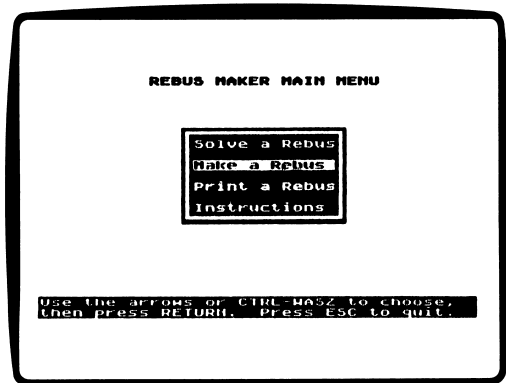 REBUS MAKER MAIN MENU
Solve a Rebus
Make a Rebus
Print a Rebus
Instructions
Use the arrows or CTRL-WASZ to choose,
then press RETURN. Press ESC to quit.